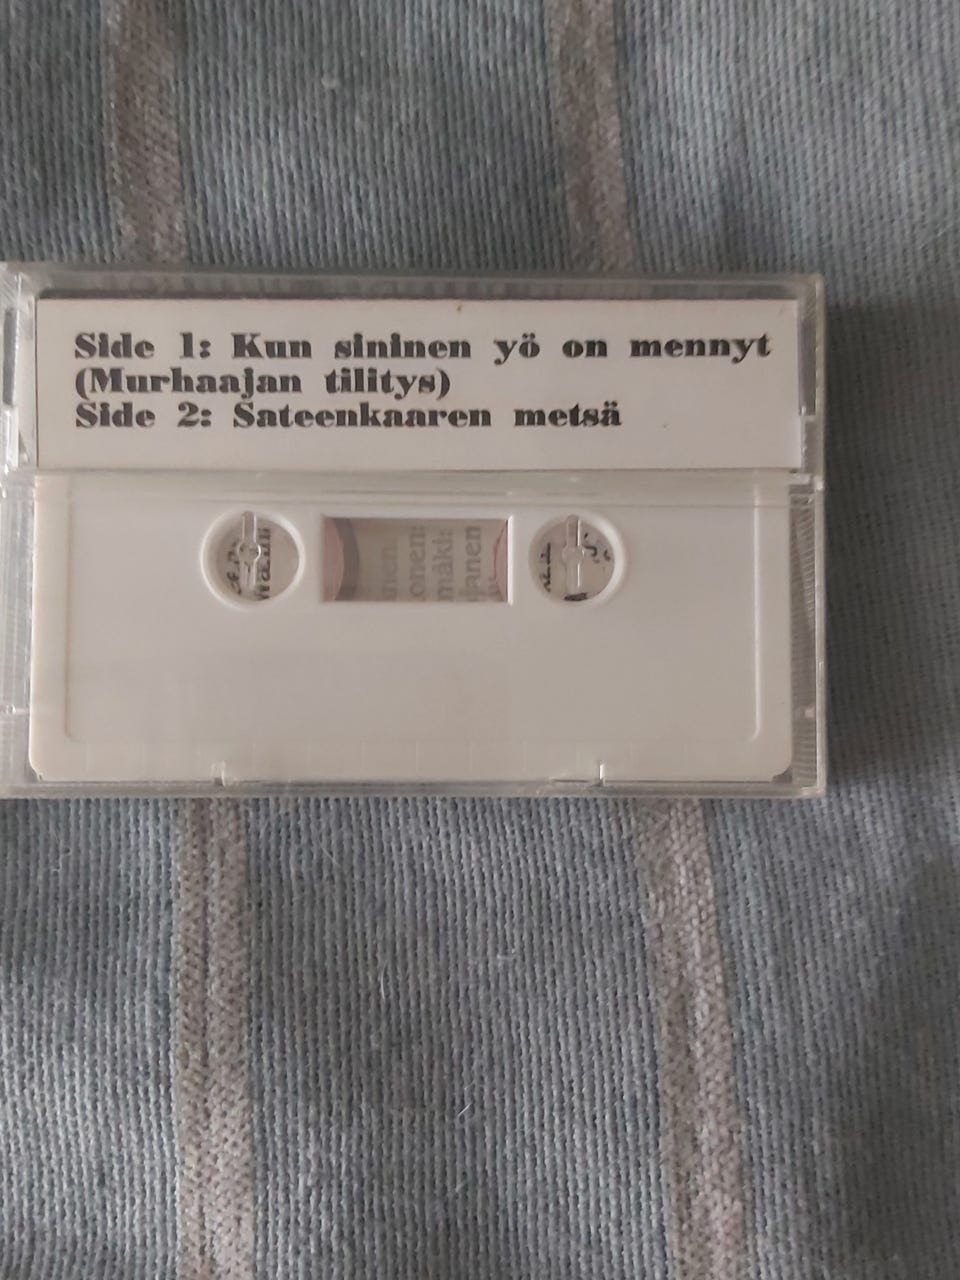 Side 1: Kun sininen yö on mennyt
(Murhaajan tilitys)
Side 2: Sateenkaaren metsä